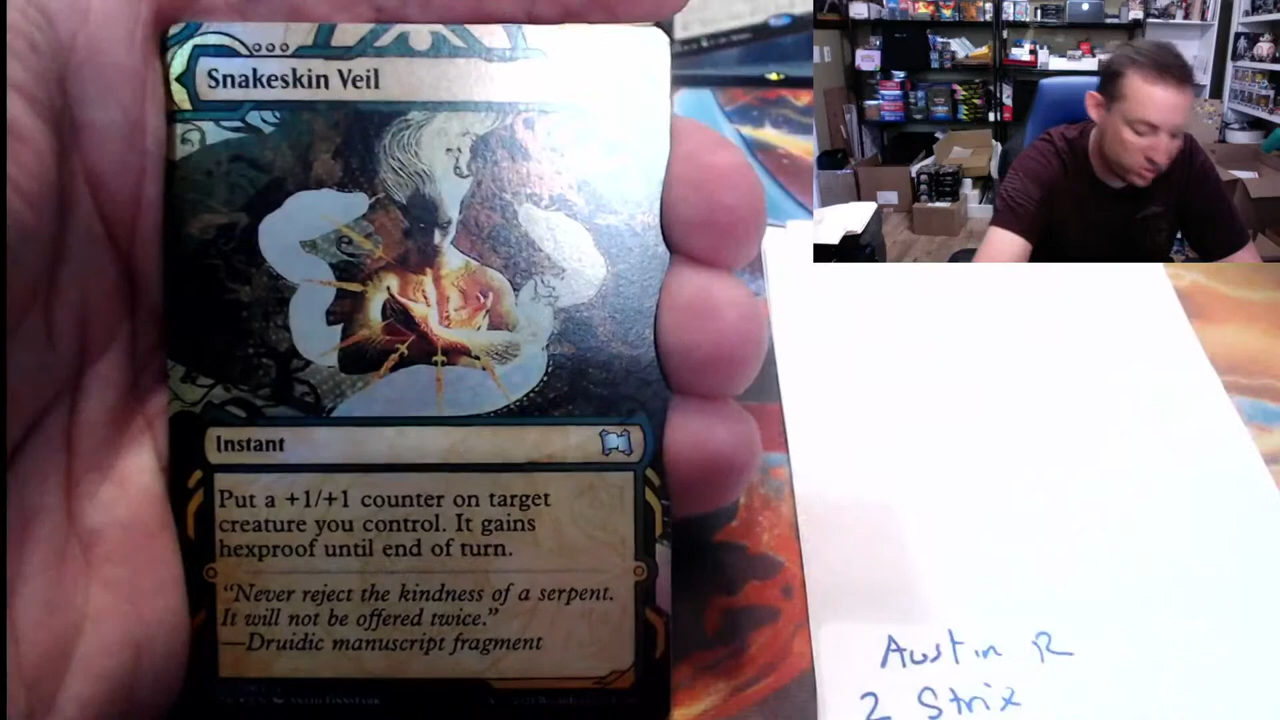 Snakeskin Veil
Instant
Put a +1/+1 counter on target
creature you control. It gains
hexproof until end of turn.
"Never reject the kindness of a serpent.
It will not be offered twice."
—Druidic manuscript fragment
Austin R
2 Strix